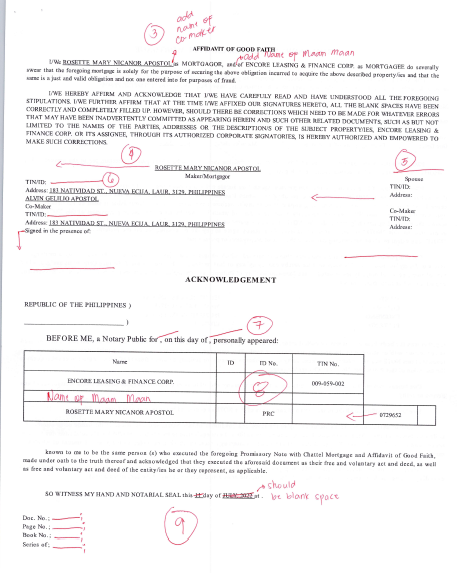 ③
add
name of
co-maker
AFFIDAVIT OF GOOD FAITH
add Name of Maam Maan
I/We ROSETTE MARY NICANOR APOSTOL as MORTGAGOR, and/of ENCORE LEASING & FINANCE CORP. as MORTGAGEE do severally
swear that the foregoing mortgage is solely for the purpose of securing the above obligation incurred to acquire the above described property/ies and that the
same is a just and valid obligation and not one entered into for purposes of fraud.
I/WE HEREBY AFFIRM AND ACKNOWLEDGE THAT I/WE HAVE CAREFULLY READ AND HAVE UNDERSTOOD ALL THE FOREGOING
STIPULATIONS. I/WE FURTHER AFFIRM THAT AT THE TIME I/WE AFFIXED OUR SIGNATURES HERETO, ALL THE BLANK SPACES HAVE BEEN
CORRECTLY AND COMPLETELY FILLED UP. HOWEVER, SHOULD THERE BE CORRECTIONS WHICH NEED TO BE MADE FOR WHATEVER ERRORS
THAT MAY HAVE BEEN INADVERTENTLY COMMITTED AS APPEARING HEREIN AND SUCH OTHER RELATED DOCUMENTS, SUCH AS BUT NOT
LIMITED TO THE NAMES OF THE PARTIES, ADDRESSES OR THE DESCRIPTION/S OF THE SUBJECT PROPERTY/IES, ENCORE LEASING &
FINANCE CORP. OR ITS ASSIGNEE, THROUGH ITS AUTHORIZED CORPORATE SIGNATORIES, IS HEREBY AUTHORIZED AND EMPOWERED TO
MAKE SUCH CORRECTIONS.
④ ⑤
ROSETTE MARY NICANOR APOSTOL
Maker/Mortgagor Spouse
TIN/ID: ⑥ TIN/ID:
Address: 183 NATIVIDAD ST., NUEVA ECIJA, LAUR, 3129, PHILIPPINES Address:
ALVIN GELILIO APOSTOL
Co-Maker Co-Maker
TIN/ID: TIN/ID:
Address: 183 NATIVIDAD ST., NUEVA ECIJA, LAUR, 3129, PHILIPPINES Address:
Signed in the presence of:
ACKNOWLEDGEMENT
REPUBLIC OF THE PHILIPPINES )
)
⑦
BEFORE ME, a Notary Public for , on this day of , personally appeared:
Name ID ID No. TIN No.
ENCORE LEASING & FINANCE CORP. ⑧ 009-059-002
Name of Maam Maan
ROSETTE MARY NICANOR APOSTOL PRC 0729652
known to me to be the same person (s) who executed the foregoing Promissory Note with Chattel Mortgage and Affidavit of Good Faith,
made under oath to the truth thereof and acknowledged that they executed the aforesaid document as their free and voluntary act and deed, as well
as free and voluntary act and deed of the entity/ies he or they represent, as applicable.
should
SO WITNESS MY HAND AND NOTARIAL SEAL this day of at . be blank space
⑨
Doc. No.:
Page No.:
Book No.:
Series of: